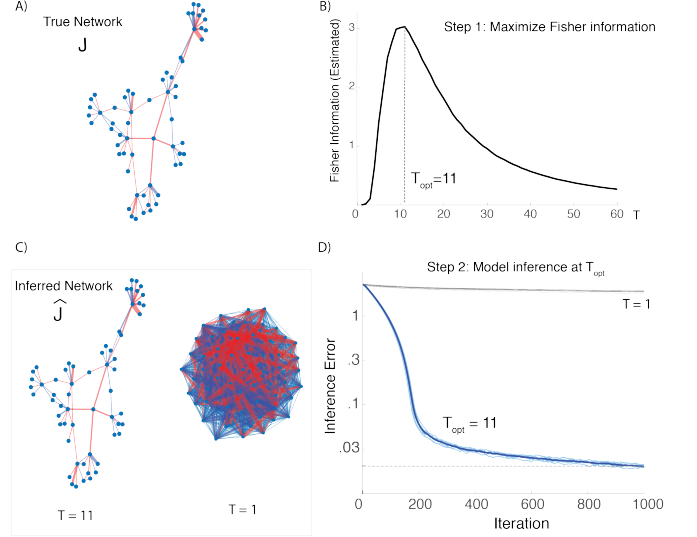 A)
True Network
J
B)
Step 1: Maximize Fisher information
Fisher Information (Estimated)
3
2
1
T_opt=11
1 10 20 30 40 50 60 T
C)
Inferred Network
Ĵ
T = 11
T = 1
D)
Step 2: Model inference at T_opt
Inference Error
1
.3
.1
.03
T = 1
T_opt = 11
0 200 400 600 800 1000
Iteration